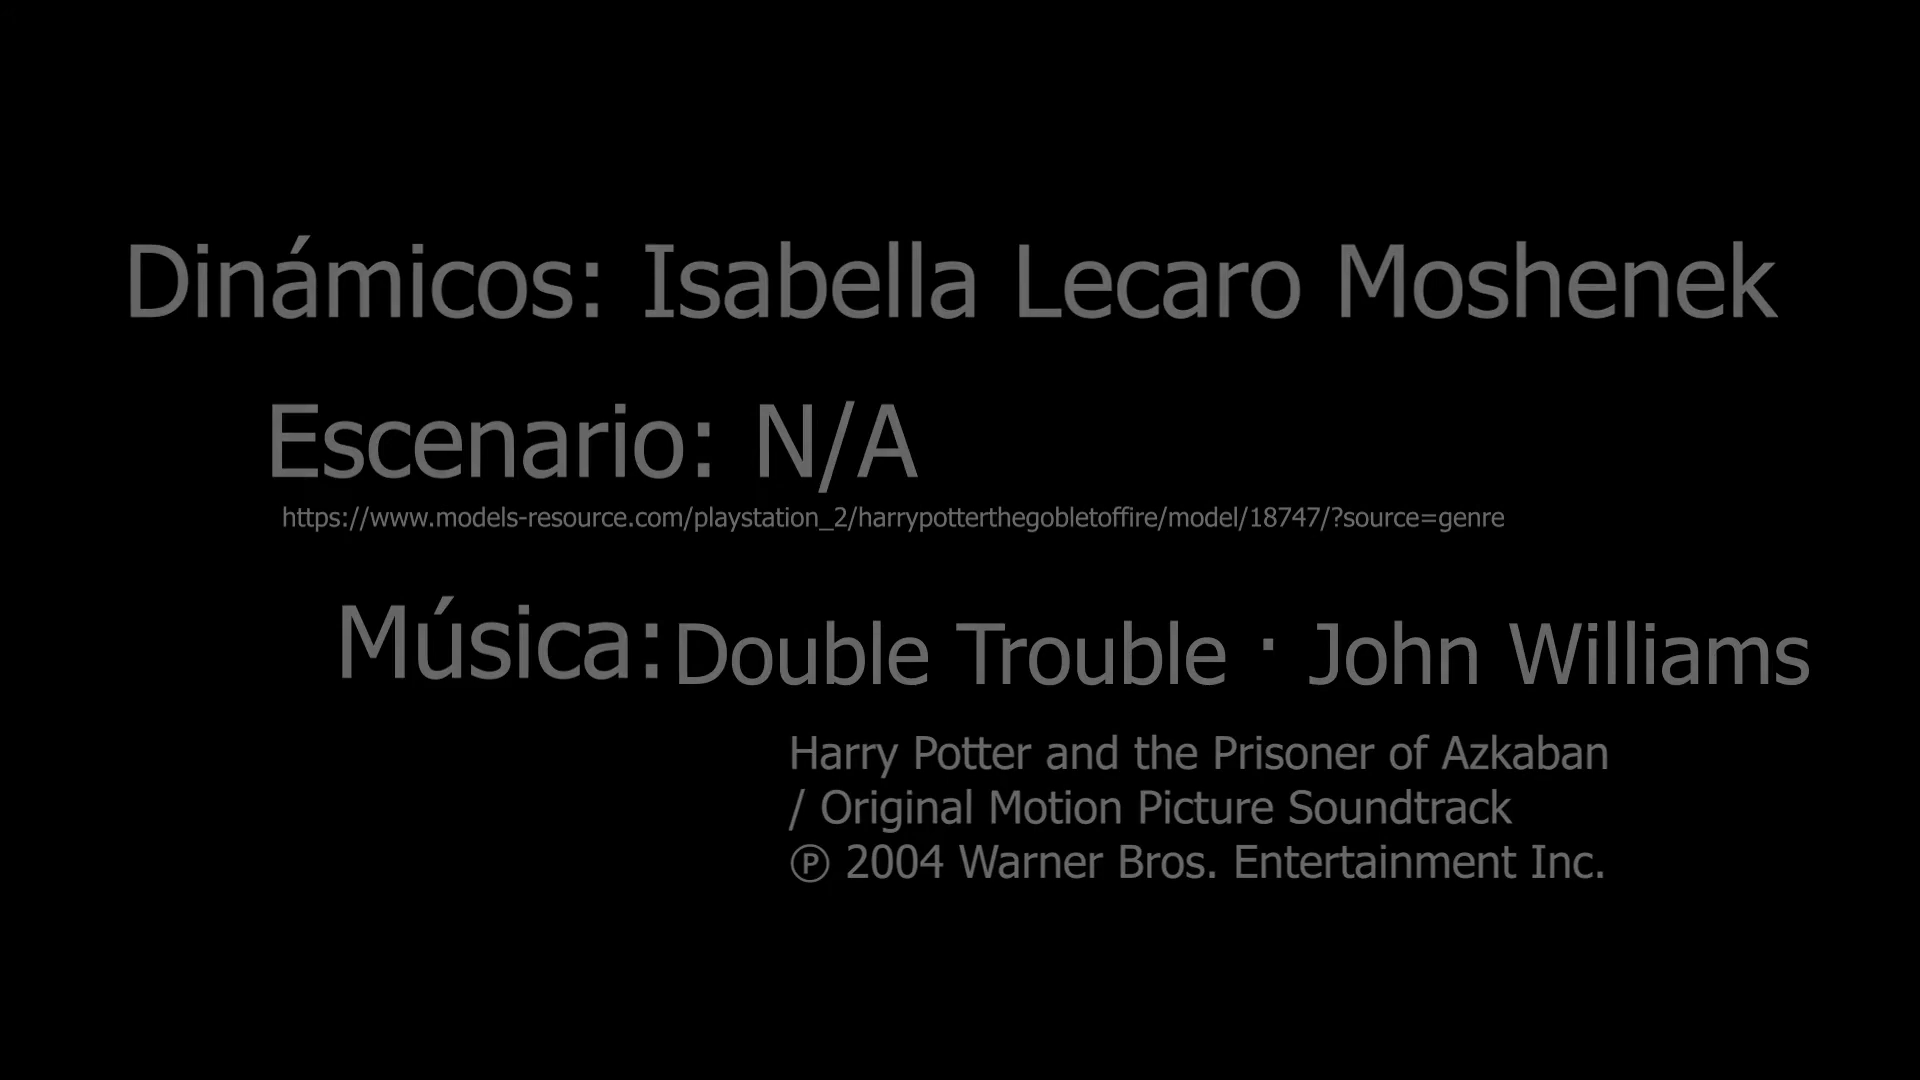 Dinámicos: Isabella Lecaro Moshenek
Escenario: N/A
https://www.models-resource.com/playstation_2/harrypotterthegobletoffire/model/18747/?source=genre
Música: Double Trouble · John Williams
Harry Potter and the Prisoner of Azkaban
/ Original Motion Picture Soundtrack
℗ 2004 Warner Bros. Entertainment Inc.